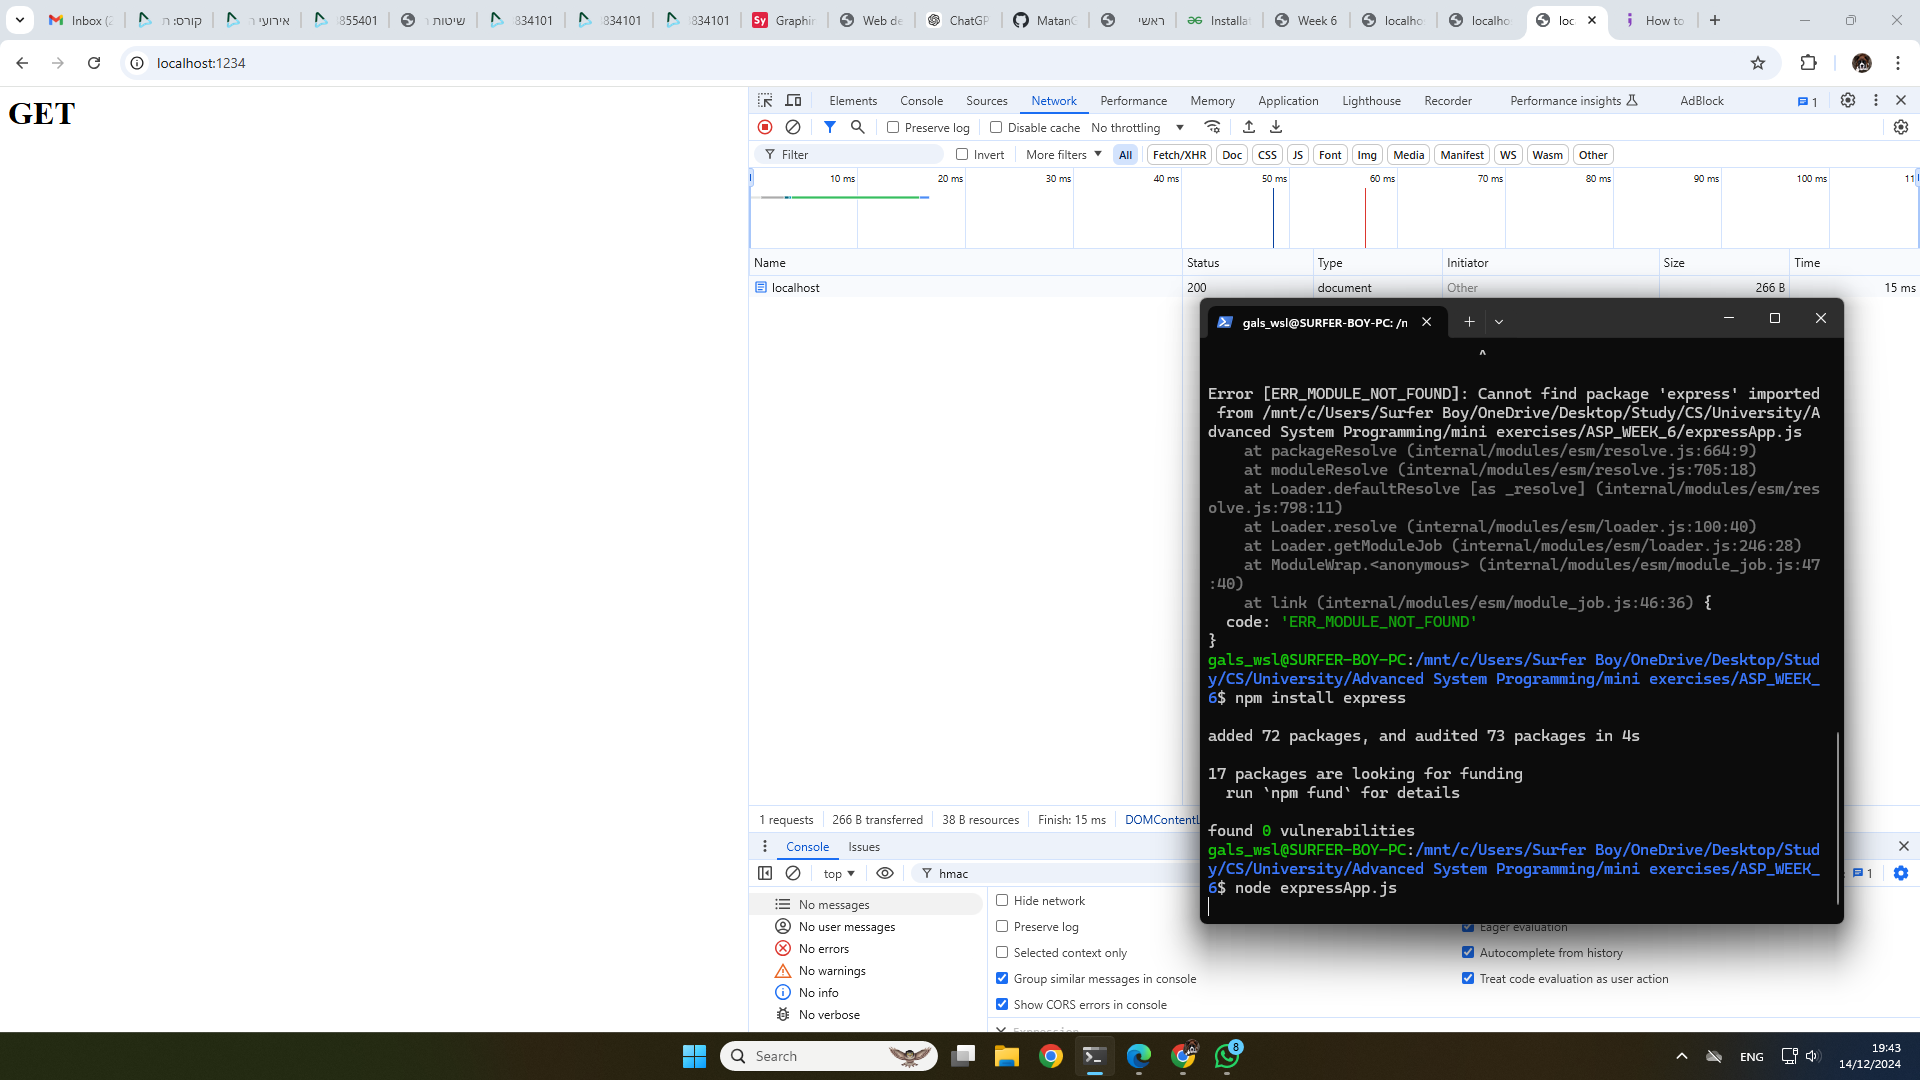 Inbox (2
קורס: ת
אירועי ר
855401
שיטות ר
834101
834101
834101
Sy Graphin
Web de
ChatGP
MatanG
ראשי
Installa
Week 6
localho
localho
loc
How to
localhost:1234
GET
Elements Console Sources Network Performance Memory Application Lighthouse Recorder Performance insights AdBlock 1
Preserve log Disable cache No throttling
Filter Invert More filters All Fetch/XHR Doc CSS JS Font Img Media Manifest WS Wasm Other
10 ms 20 ms 30 ms 40 ms 50 ms 60 ms 70 ms 80 ms 90 ms 100 ms 11
Name Status Type Initiator Size Time
localhost 200 document Other 266 B 15 ms
gals_wsl@SURFER-BOY-PC: /n
^
Error [ERR_MODULE_NOT_FOUND]: Cannot find package 'express' imported
from /mnt/c/Users/Surfer Boy/OneDrive/Desktop/Study/CS/University/A
dvanced System Programming/mini exercises/ASP_WEEK_6/expressApp.js
at packageResolve (internal/modules/esm/resolve.js:664:9)
at moduleResolve (internal/modules/esm/resolve.js:705:18)
at Loader.defaultResolve [as _resolve] (internal/modules/esm/res
olve.js:798:11)
at Loader.resolve (internal/modules/esm/loader.js:100:40)
at Loader.getModuleJob (internal/modules/esm/loader.js:246:28)
at ModuleWrap.<anonymous> (internal/modules/esm/module_job.js:47
:40)
at link (internal/modules/esm/module_job.js:46:36) {
code: 'ERR_MODULE_NOT_FOUND'
}
gals_wsl@SURFER-BOY-PC:/mnt/c/Users/Surfer Boy/OneDrive/Desktop/Stud
y/CS/University/Advanced System Programming/mini exercises/ASP_WEEK_
6$ npm install express
added 72 packages, and audited 73 packages in 4s
17 packages are looking for funding
run `npm fund` for details
found 0 vulnerabilities
gals_wsl@SURFER-BOY-PC:/mnt/c/Users/Surfer Boy/OneDrive/Desktop/Stud
y/CS/University/Advanced System Programming/mini exercises/ASP_WEEK_
6$ node expressApp.js
1 requests 266 B transferred 38 B resources Finish: 15 ms DOMContentL
Console Issues
top hmac 1
No messages
No user messages
No errors
No warnings
No info
No verbose
Hide network
Preserve log
Selected context only
Group similar messages in console
Show CORS errors in console
Eager evaluation
Autocomplete from history
Treat code evaluation as user action
Expression
Search
8
ENG
19:43
14/12/2024